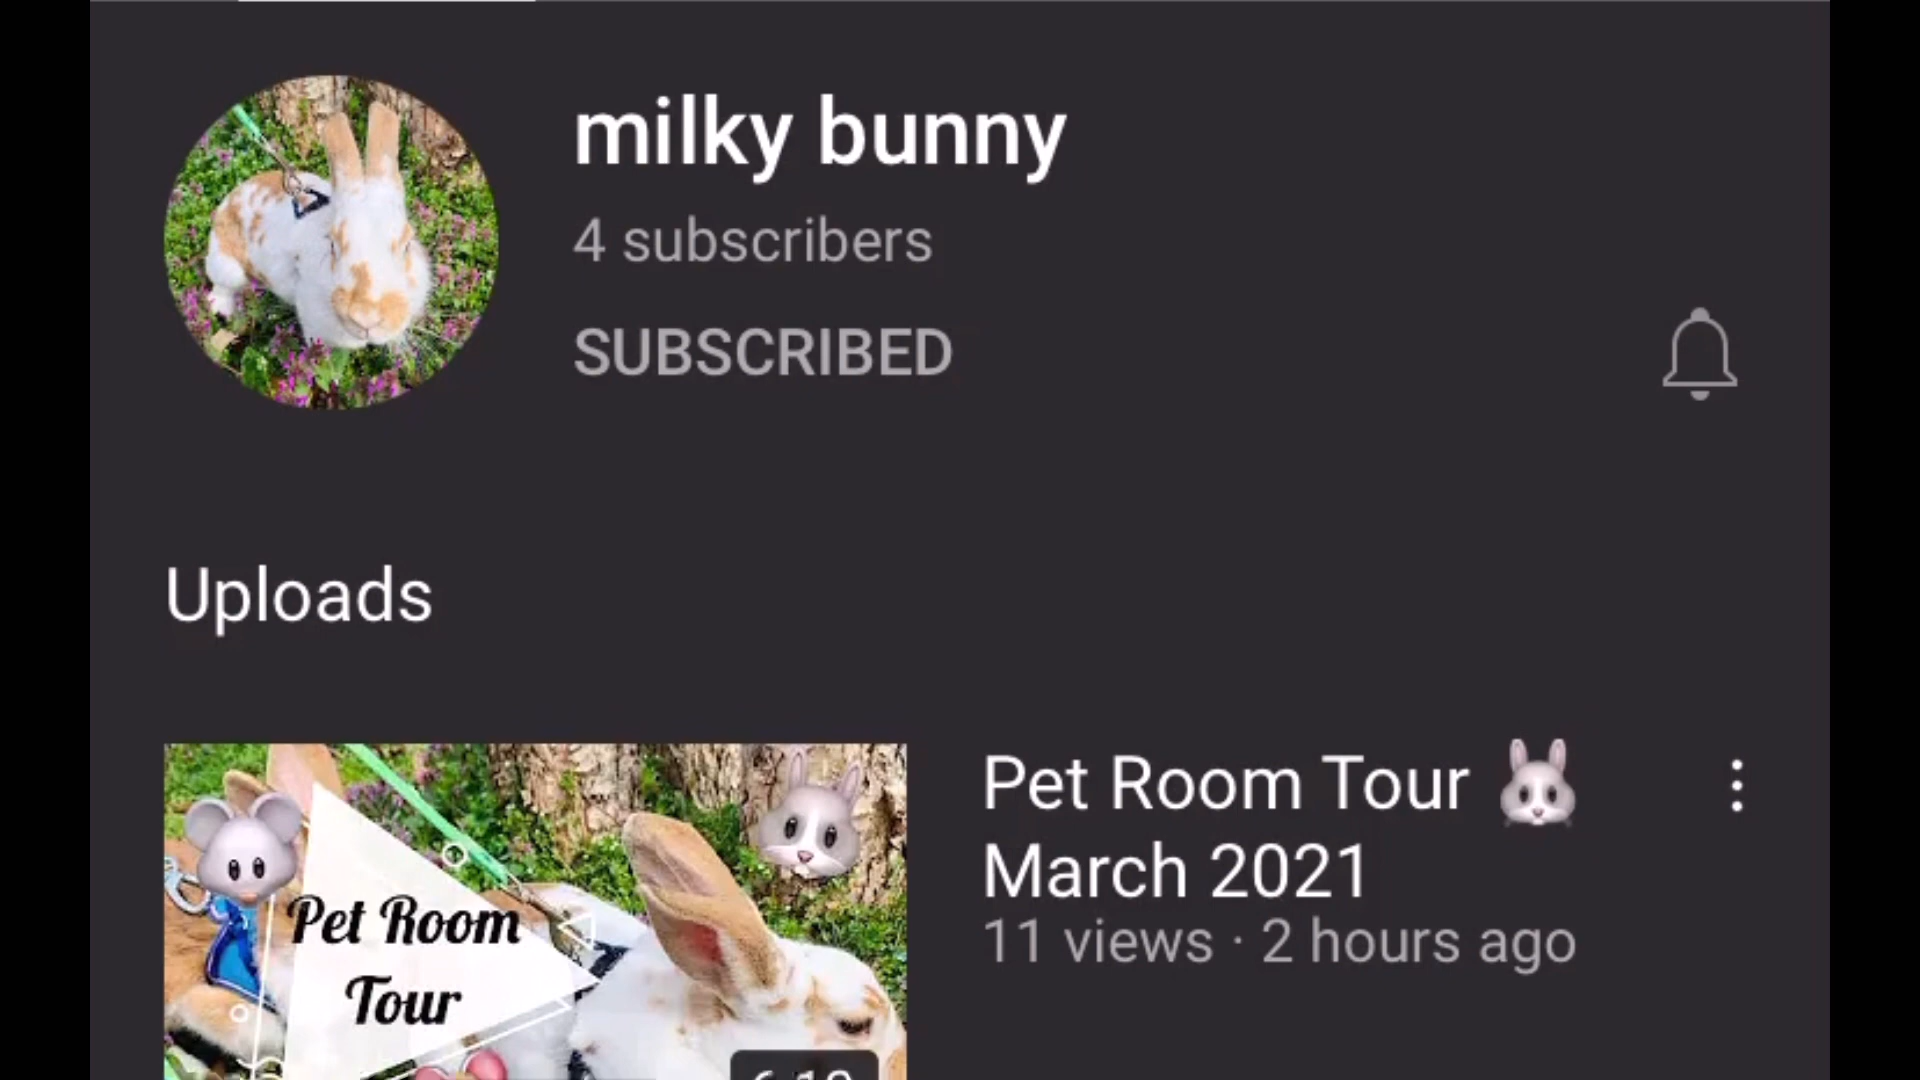 milky bunny
4 subscribers
SUBSCRIBED
Uploads
Pet Room Tour 🐰
March 2021
11 views · 2 hours ago
Pet Room
Tour